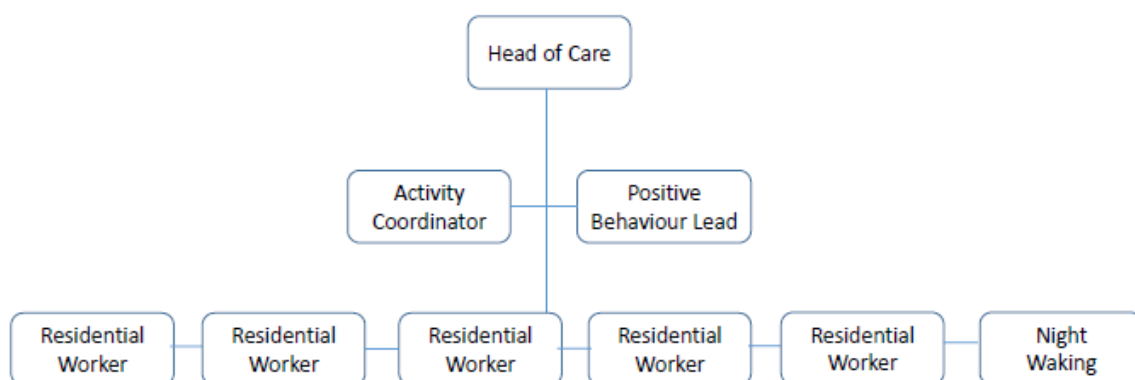 Head of Care
Activity
Coordinator
Positive
Behaviour Lead
Residential
Worker
Residential
Worker
Residential
Worker
Residential
Worker
Residential
Worker
Night
Waking